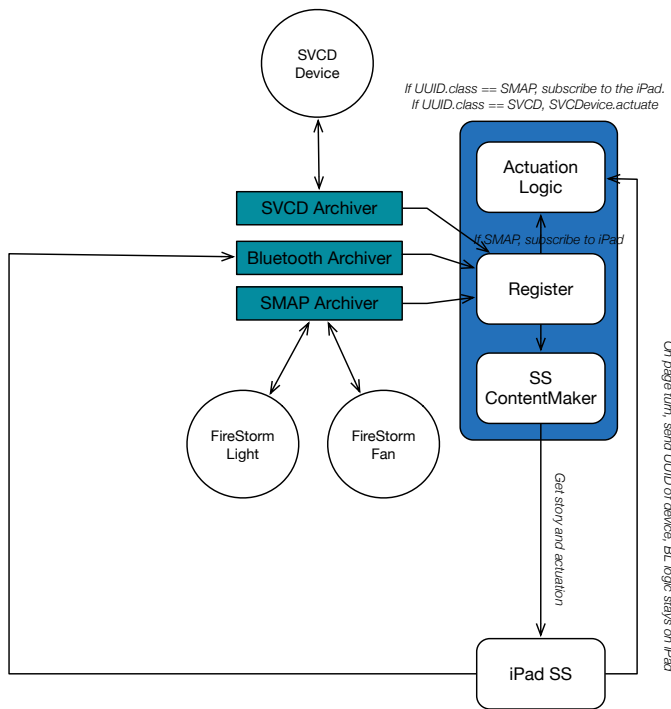 SVCD
Device
If UUID.class == SMAP, subscribe to the iPad.
If UUID.class == SVCD, SVCDevice.actuate
Actuation
Logic
SVCD Archiver
If SMAP, subscribe to iPad
Bluetooth Archiver
Register
SMAP Archiver
SS
ContentMaker
FireStorm
Light
FireStorm
Fan
Get story and actuation
On page turn, send UUID of device, BL logic stays on iPad
iPad SS